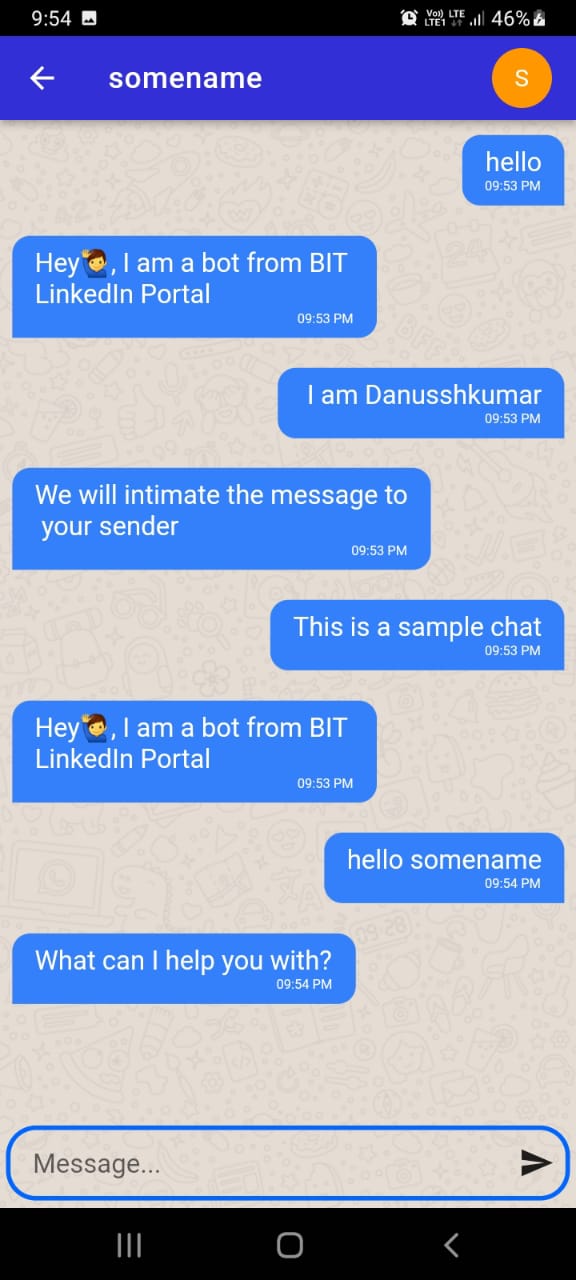 9:54
Vo) LTE
LTE1
46%
somename
S
hello
09:53 PM
Hey🙋‍♂️, I am a bot from BIT
LinkedIn Portal
09:53 PM
I am Danusshkumar
09:53 PM
We will intimate the message to
your sender
09:53 PM
This is a sample chat
09:53 PM
Hey🙋‍♂️, I am a bot from BIT
LinkedIn Portal
09:53 PM
hello somename
09:54 PM
What can I help you with?
09:54 PM
Message...